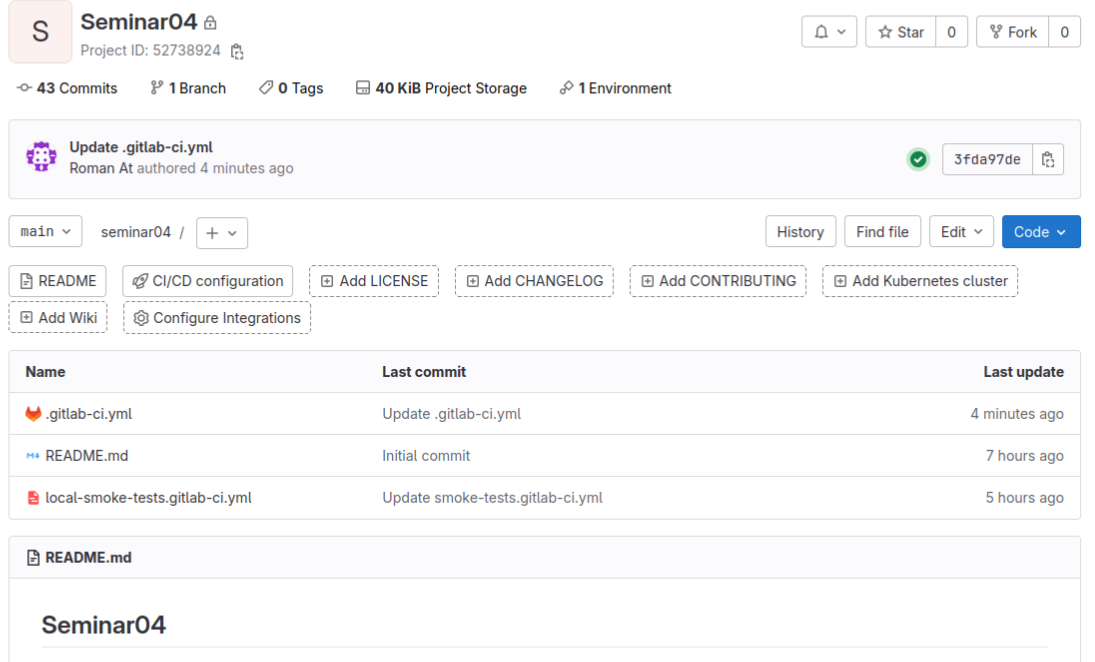 S
Seminar04
Project ID: 52738924
Star 0
Fork 0
43 Commits
1 Branch
0 Tags
40 KiB Project Storage
1 Environment
Update .gitlab-ci.yml
Roman At authored 4 minutes ago
3fda97de
main
seminar04 /
History
Find file
Edit
Code
README
CI/CD configuration
Add LICENSE
Add CHANGELOG
Add CONTRIBUTING
Add Kubernetes cluster
Add Wiki
Configure Integrations
Name Last commit Last update
.gitlab-ci.yml Update .gitlab-ci.yml 4 minutes ago
README.md Initial commit 7 hours ago
local-smoke-tests.gitlab-ci.yml Update smoke-tests.gitlab-ci.yml 5 hours ago
README.md
Seminar04